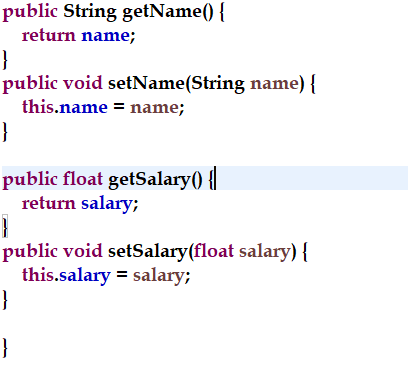 public String getName() {
return name;
}
public void setName(String name) {
this.name = name;
}
public float getSalary() {
return salary;
}
public void setSalary(float salary) {
this.salary = salary;
}
}